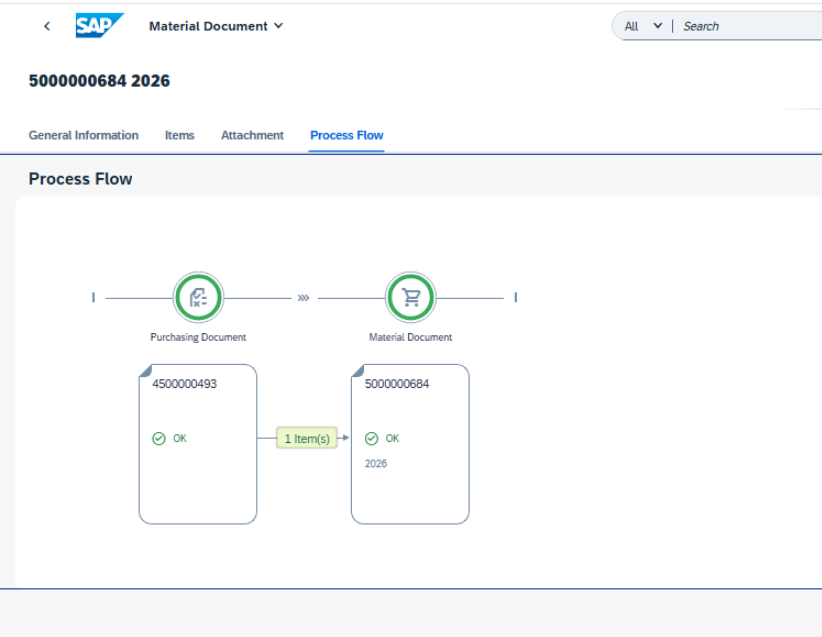 SAP Material Document All Search
5000000684 2026
General Information Items Attachment Process Flow
Process Flow
Purchasing Document Material Document
4500000493 5000000684
OK 1 Item(s) OK
2026